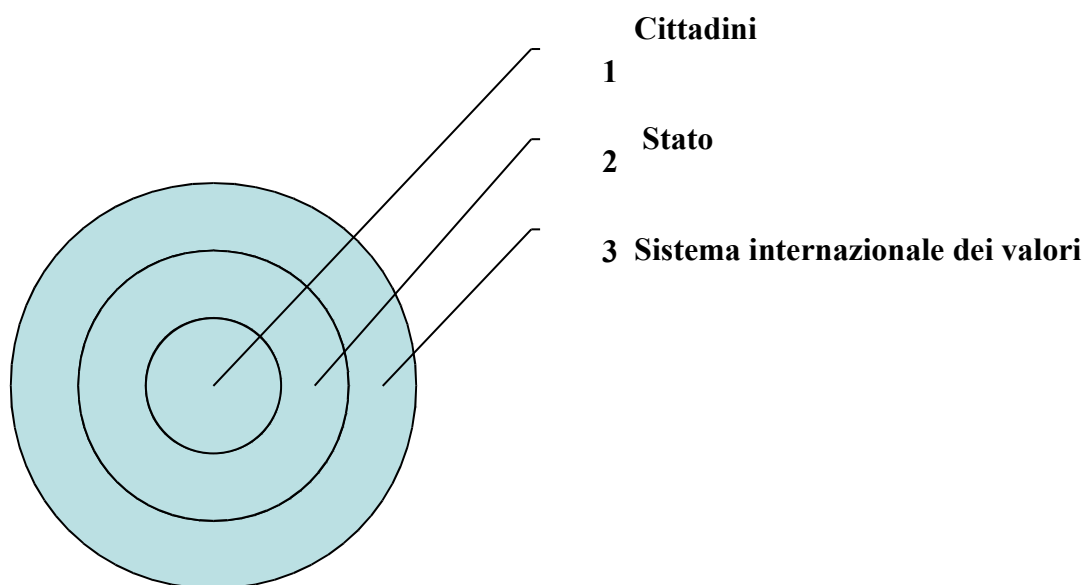 Cittadini
1
Stato
2
3 Sistema internazionale dei valori